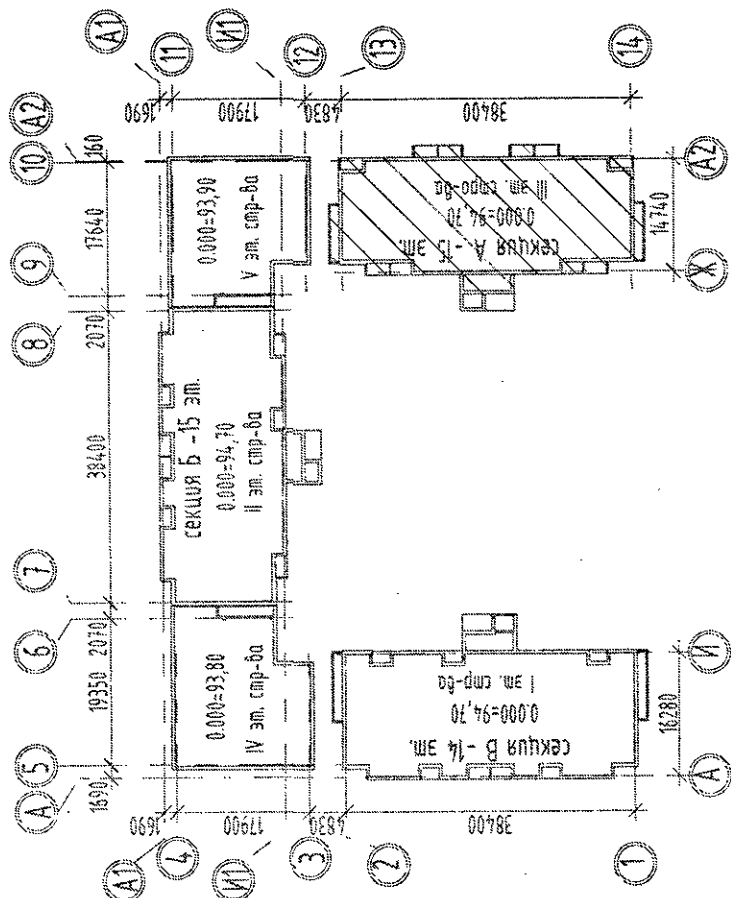 А1
11
И1
12
13
14
А2
10
9
8
7
6
5
А
1690
17900
4830
38400
160
17640
2070
38400
2070
19350
1690
0.000=93,90
V эт. стр-ва
секция Б -15 эт.
0.000=94,70
II эт. стр-ва
0.000=93,80
IV эт. стр-ва
секция А -15 эт.
0.000=94,70
III эт. стро-ва
А2
14740
Ж
секция В - 14 эт.
0.000=94,70
I эт. стр-ва
И
16280
А
1690
17900
4830
38400
А1
4
И1
3
2
1